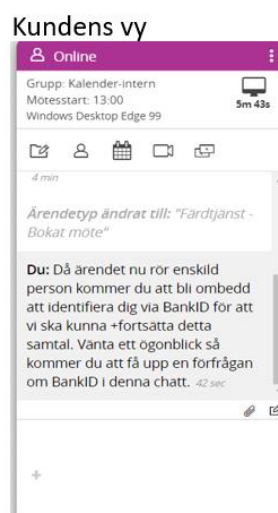 Kundens vy
Online
Grupp: Kalender-intern
Mötesstart: 13:00
Windows Desktop Edge 99
5m 43s
4 min
Ärendetyp ändrat till: "Färdtjänst -
Bokat möte"
Du: Då ärendet nu rör enskild
person kommer du att bli ombedd
att identifiera dig via BankID för att
vi ska kunna +fortsätta detta
samtal. Vänta ett ögonblick så
kommer du att få upp en förfrågan
om BankID i denna chatt. 42 sec